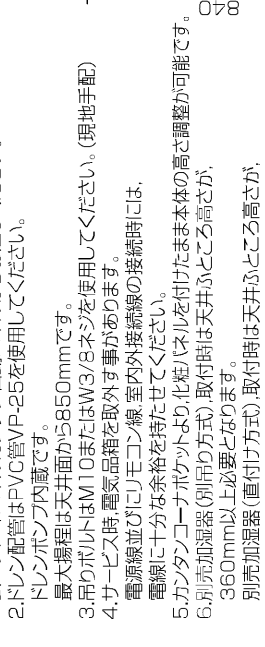 2.ドレン配管はPVC管VP-25を使用してください。
ドレンポンプ内蔵です。
最大揚程は天井面から850mmです。
3.吊りボルトはM10またはW3/8ネジを使用してください。(現地手配)
4.サービス時,電気品箱を取外す事があります。
電源線並びにリモコン線,室内外接続線の接続時には,
電線に十分な余裕を持たせてください。
5.カンタンコーナポケットより,化粧パネルを付けたまま本体の高さ調整が可能です。
6.別売加湿器(別吊り方式),取付時は天井ふところ高さが,
360mm以上必要となります。
別売加湿器(直付け方式),取付時は天井ふところ高さが,
840